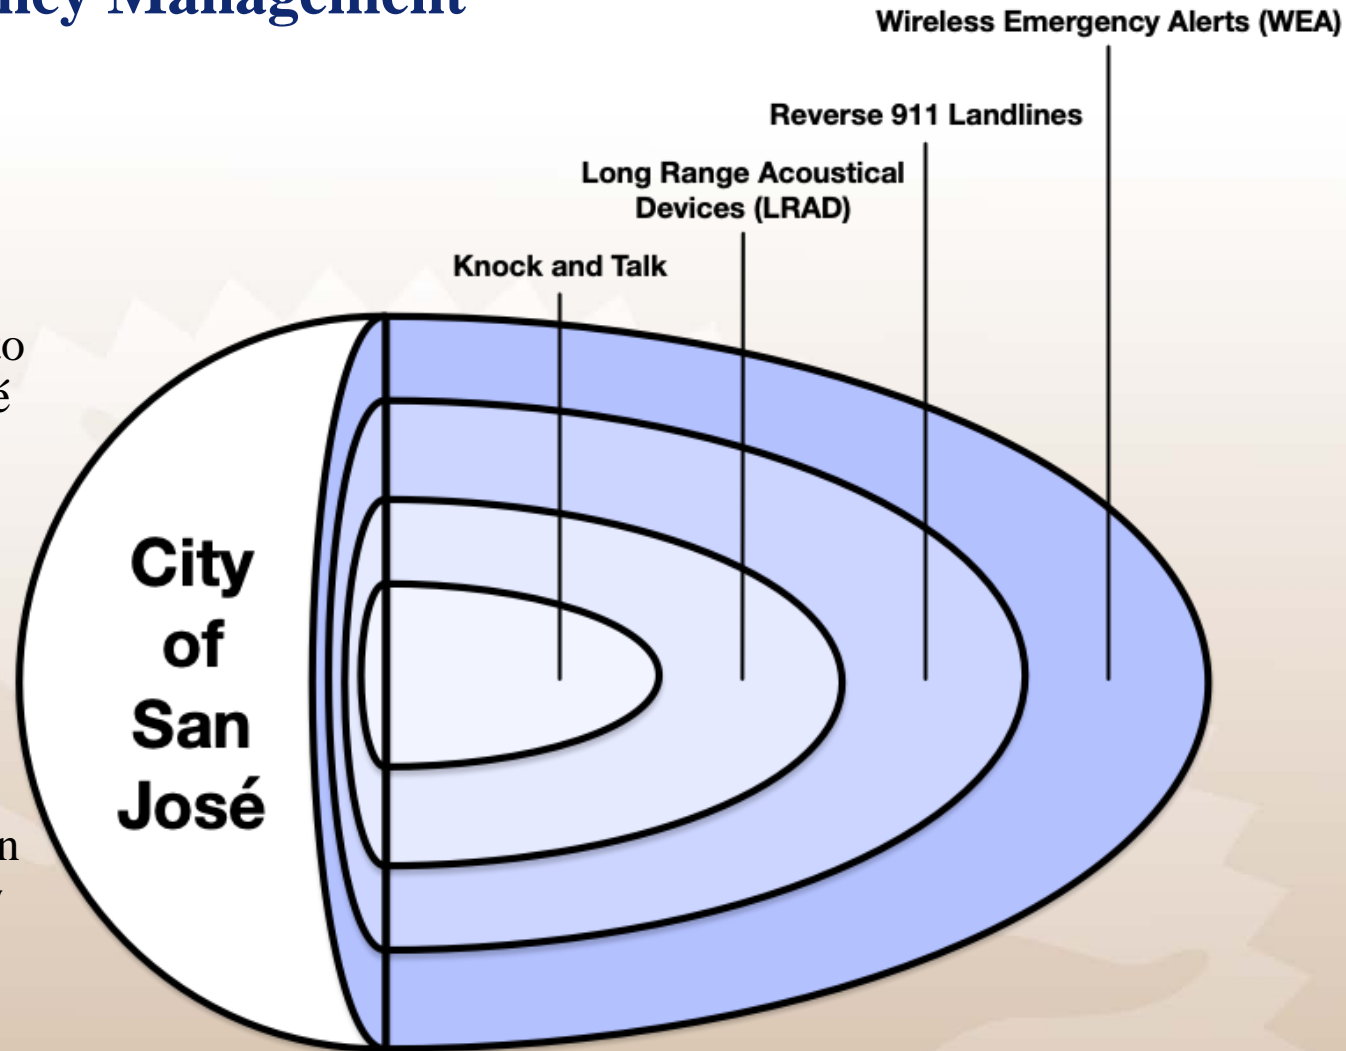 Management
Wireless Emergency Alerts (WEA)
Reverse 911 Landlines
Long Range Acoustical
Devices (LRAD)
Knock and Talk
City
of
San
José